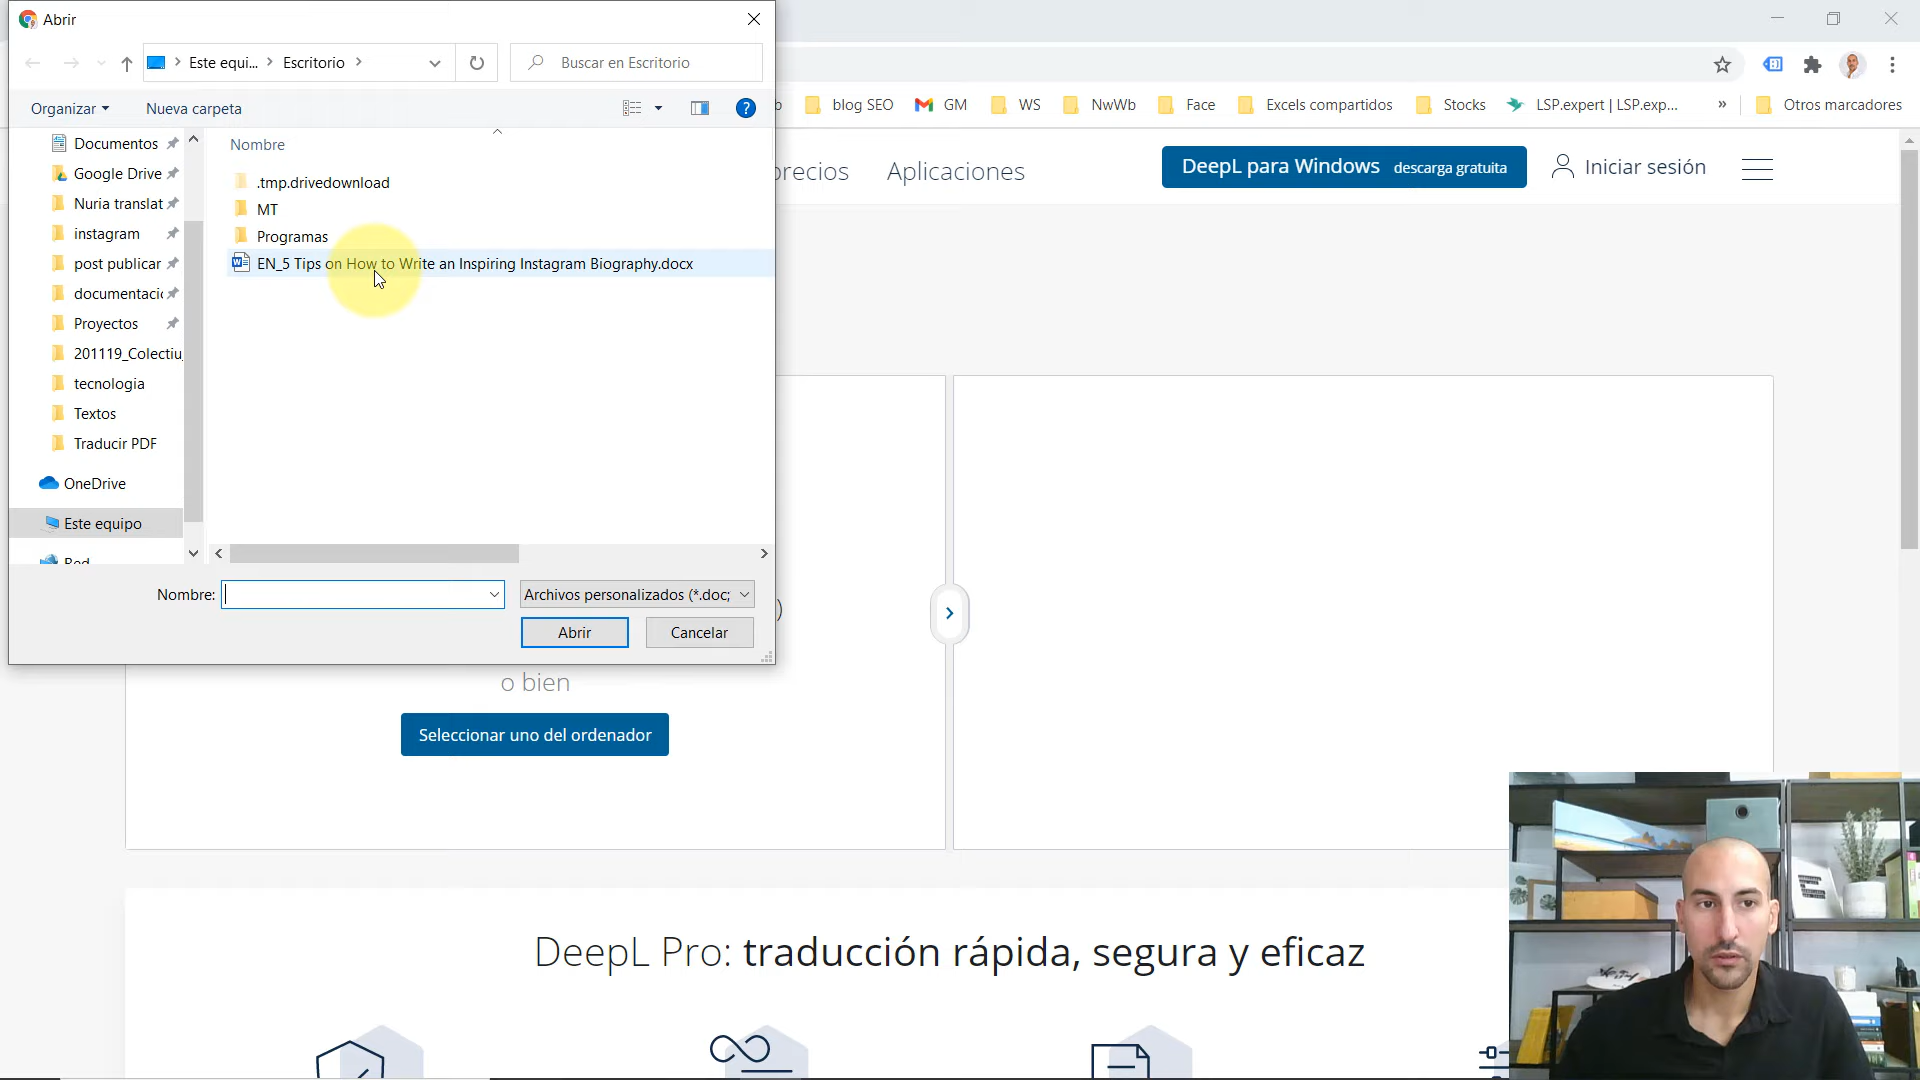 Abrir
Este equi... Escritorio
Buscar en Escritorio
Organizar
Nueva carpeta
Documentos
Google Drive
Nuria translat
instagram
post publicar
documentaci
Proyectos
201119_Colectiu
tecnologia
Textos
Traducir PDF
OneDrive
Este equipo
Red
Nombre
.tmp.drivedownload
MT
Programas
EN_5 Tips on How to Write an Inspiring Instagram Biography.docx
Nombre:
Archivos personalizados (*.doc;
Abrir
Cancelar
blog SEO
GM
WS
NwWb
Face
Excels compartidos
Stocks
LSP.expert | LSP.exp...
»
Otros marcadores
precios
Aplicaciones
DeepL para Windows descarga gratuita
Iniciar sesión
)
o bien
Seleccionar uno del ordenador
DeepL Pro: traducción rápida, segura y eficaz